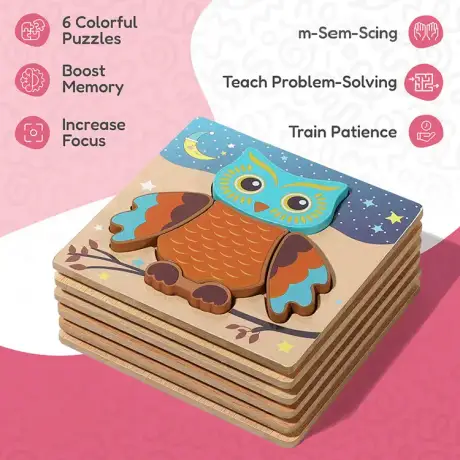 6 Colorful
Puzzles
Boost
Memory
Increase
Focus
m-Sem-Scing
Teach Problem-Solving
Train Patience